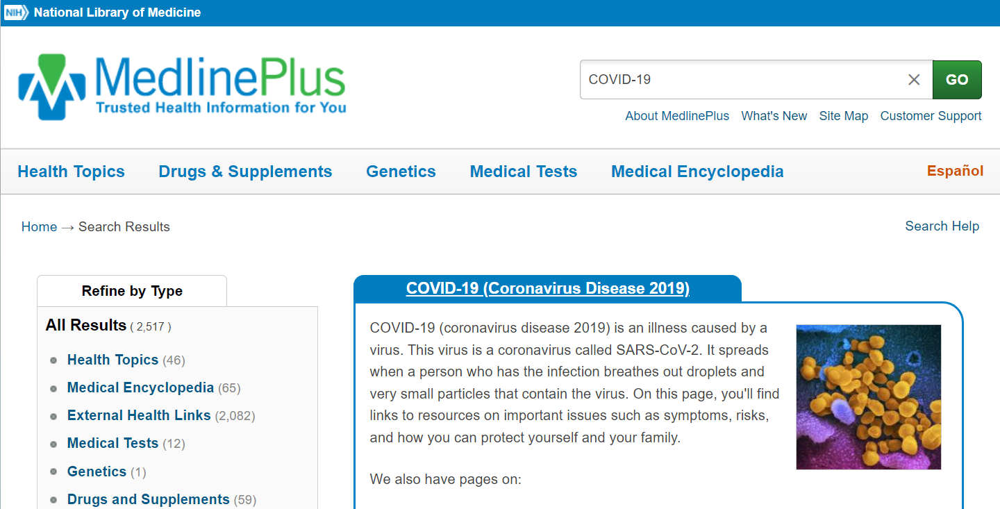 NIH National Library of Medicine
MedlinePlus
Trusted Health Information for You
COVID-19
GO
About MedlinePlus What's New Site Map Customer Support
Health Topics Drugs & Supplements Genetics Medical Tests Medical Encyclopedia Español
Home → Search Results
Search Help
Refine by Type
All Results ( 2,517 )
Health Topics (46)
Medical Encyclopedia (65)
External Health Links (2,082)
Medical Tests (12)
Genetics (1)
Drugs and Supplements (59)
COVID-19 (Coronavirus Disease 2019)
COVID-19 (coronavirus disease 2019) is an illness caused by a
virus. This virus is a coronavirus called SARS-CoV-2. It spreads
when a person who has the infection breathes out droplets and
very small particles that contain the virus. On this page, you'll find
links to resources on important issues such as symptoms, risks,
and how you can protect yourself and your family.
We also have pages on: